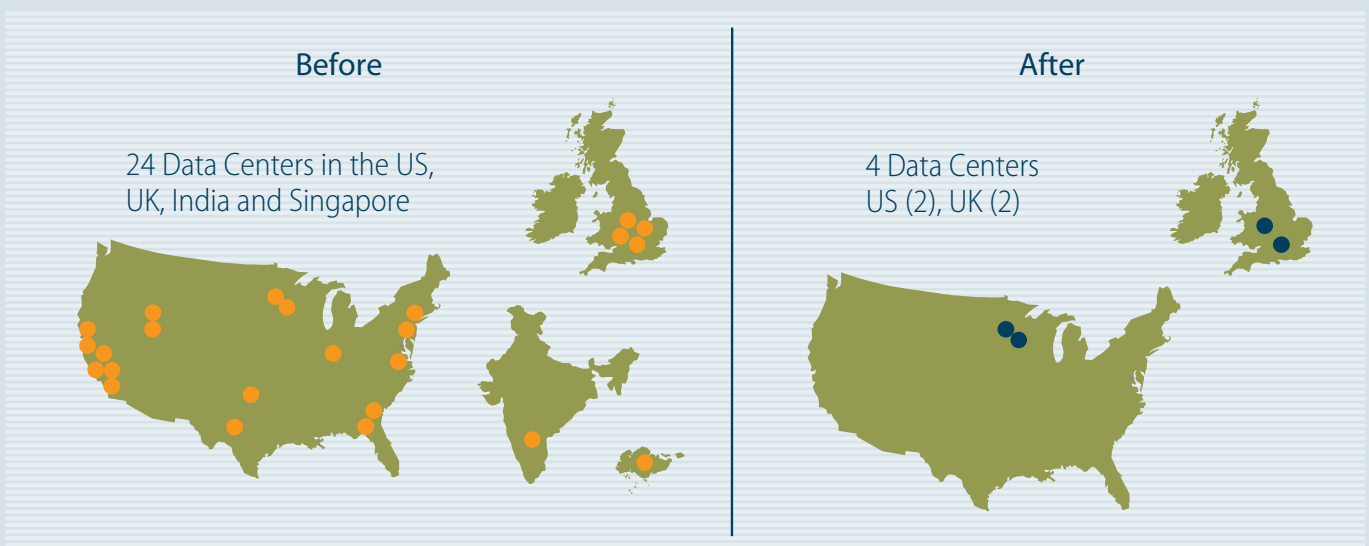 Before
24 Data Centers in the US,
UK, India and Singapore
After
4 Data Centers
US (2), UK (2)